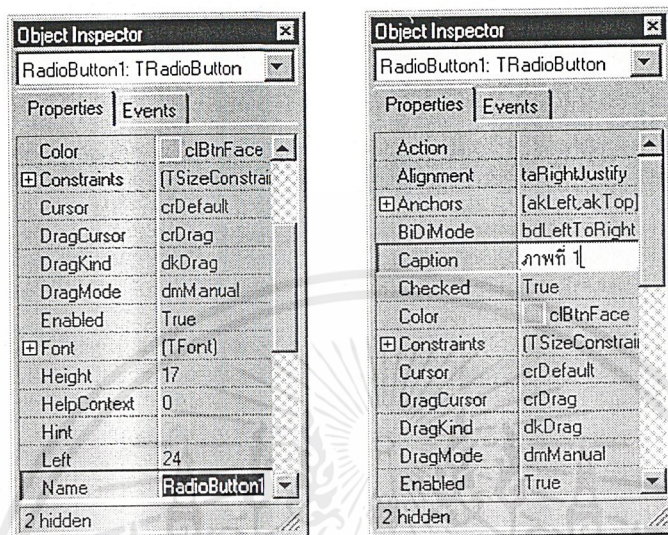 Object Inspector
RadioButton1: TRadioButton
Properties Events
Color clBtnFace
Constraints (TSizeConstrai
Cursor crDefault
DragCursor crDrag
DragKind dkDrag
DragMode dmManual
Enabled True
Font (TFont)
Height 17
HelpContext 0
Hint
Left 24
Name RadioButton1
2 hidden
Object Inspector
RadioButton1: TRadioButton
Properties Events
Action
Alignment taRightJustify
Anchors [akLeft,akTop]
BiDiMode bdLeftToRight
Caption ภาพที่ 1
Checked True
Color clBtnFace
Constraints (TSizeConstrai
Cursor crDefault
DragCursor crDrag
DragKind dkDrag
DragMode dmManual
Enabled True
2 hidden